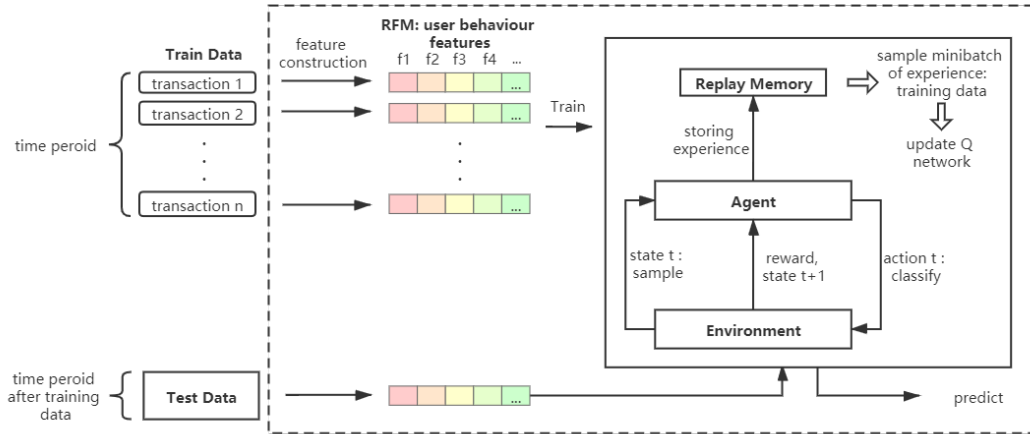 Train Data
transaction 1
transaction 2
.
.
.
transaction n
time peroid
feature
construction
RFM: user behaviour
features
f1 f2 f3 f4 ...
...
...
.
.
.
...
Train
Replay Memory
sample minibatch
of experience:
training data
update Q
network
storing
experience
Agent
state t :
sample
reward,
state t+1
action t :
classify
Environment
time peroid
after training
data
Test Data
...
predict